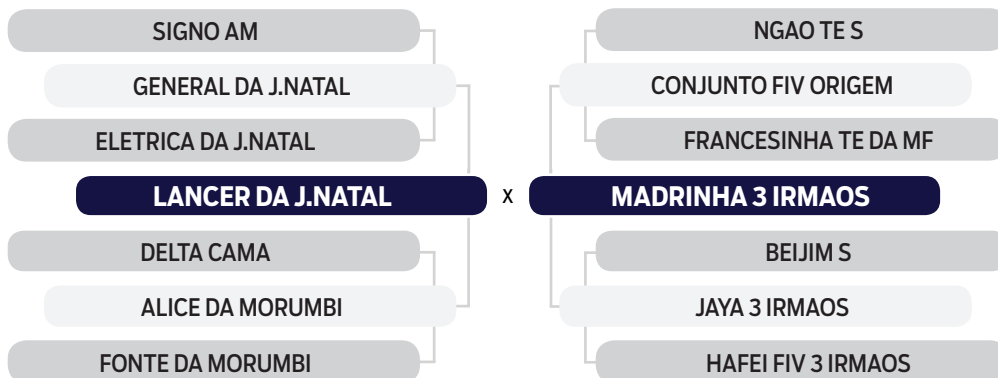 SIGNO AM
GENERAL DA J.NATAL
ELETRICA DA J.NATAL
LANCER DA J.NATAL
DELTA CAMA
ALICE DA MORUMBI
FONTE DA MORUMBI
X
NGAO TE S
CONJUNTO FIV ORIGEM
FRANCESINHA TE DA MF
MADRINHA 3 IRMAOS
BEIJIM S
JAYA 3 IRMAOS
HAFEI FIV 3 IRMAOS